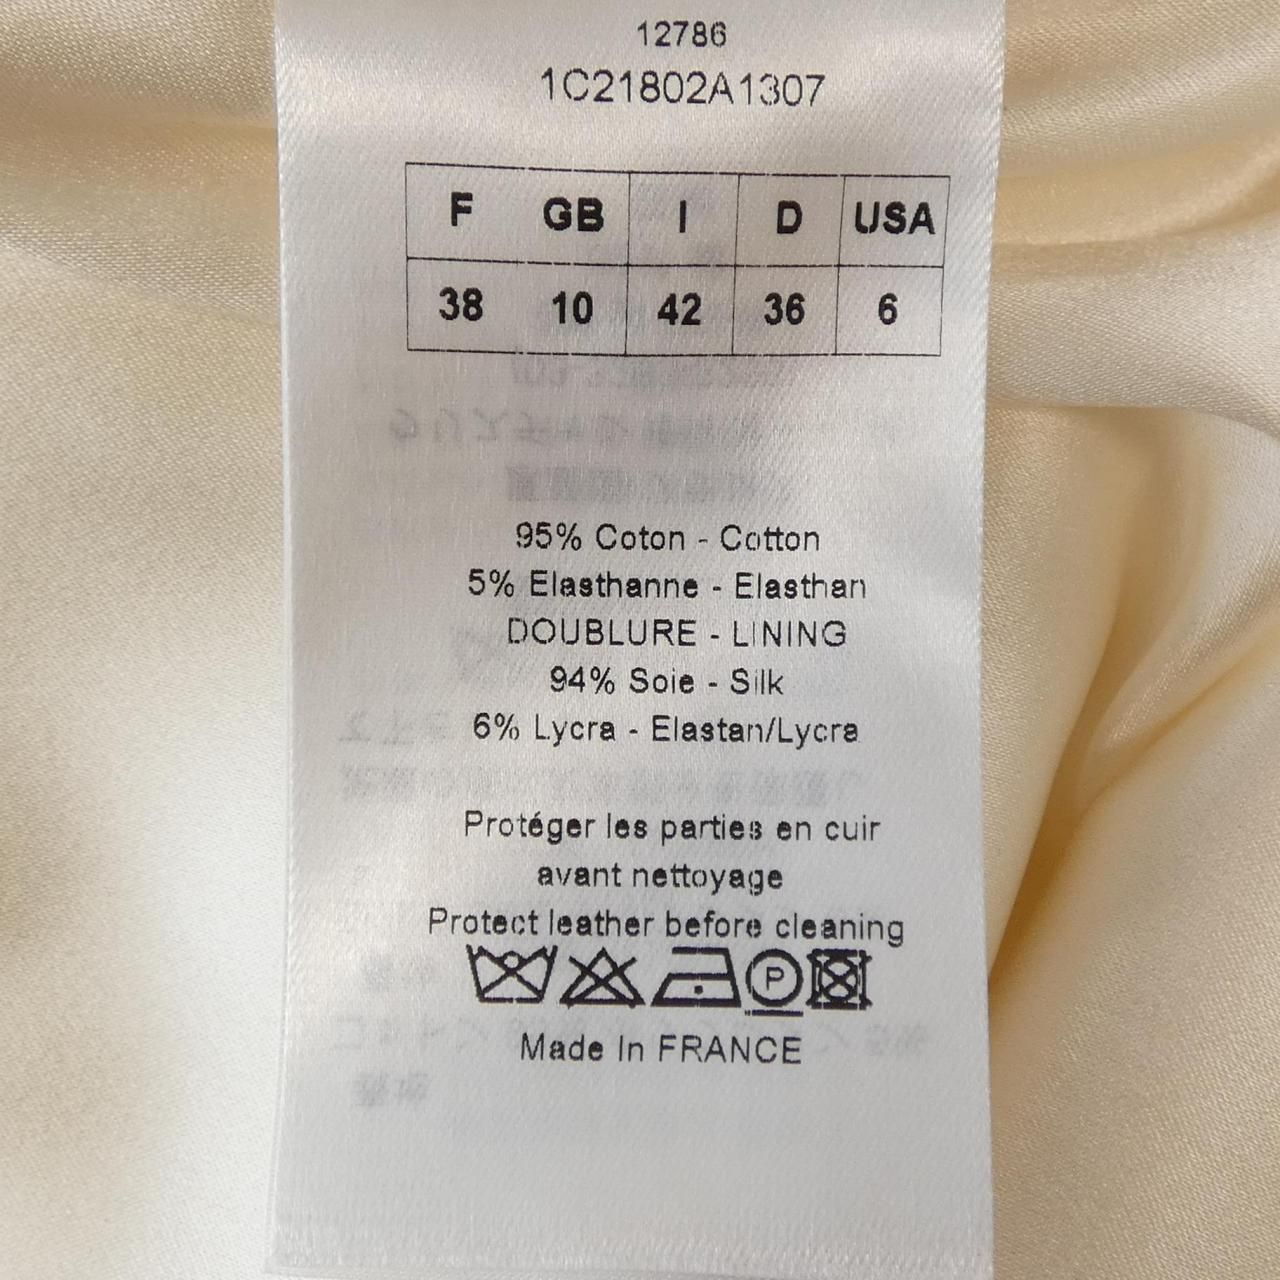 12786
1C21802A1307
F GB I D USA
38 10 42 36 6
95% Coton - Cotton
5% Elasthanne - Elasthan
DOUBLURE - LINING
94% Soie - Silk
6% Lycra - Elastan/Lycra
Protéger les parties en cuir
avant nettoyage
Protect leather before cleaning
P
Made In FRANCE